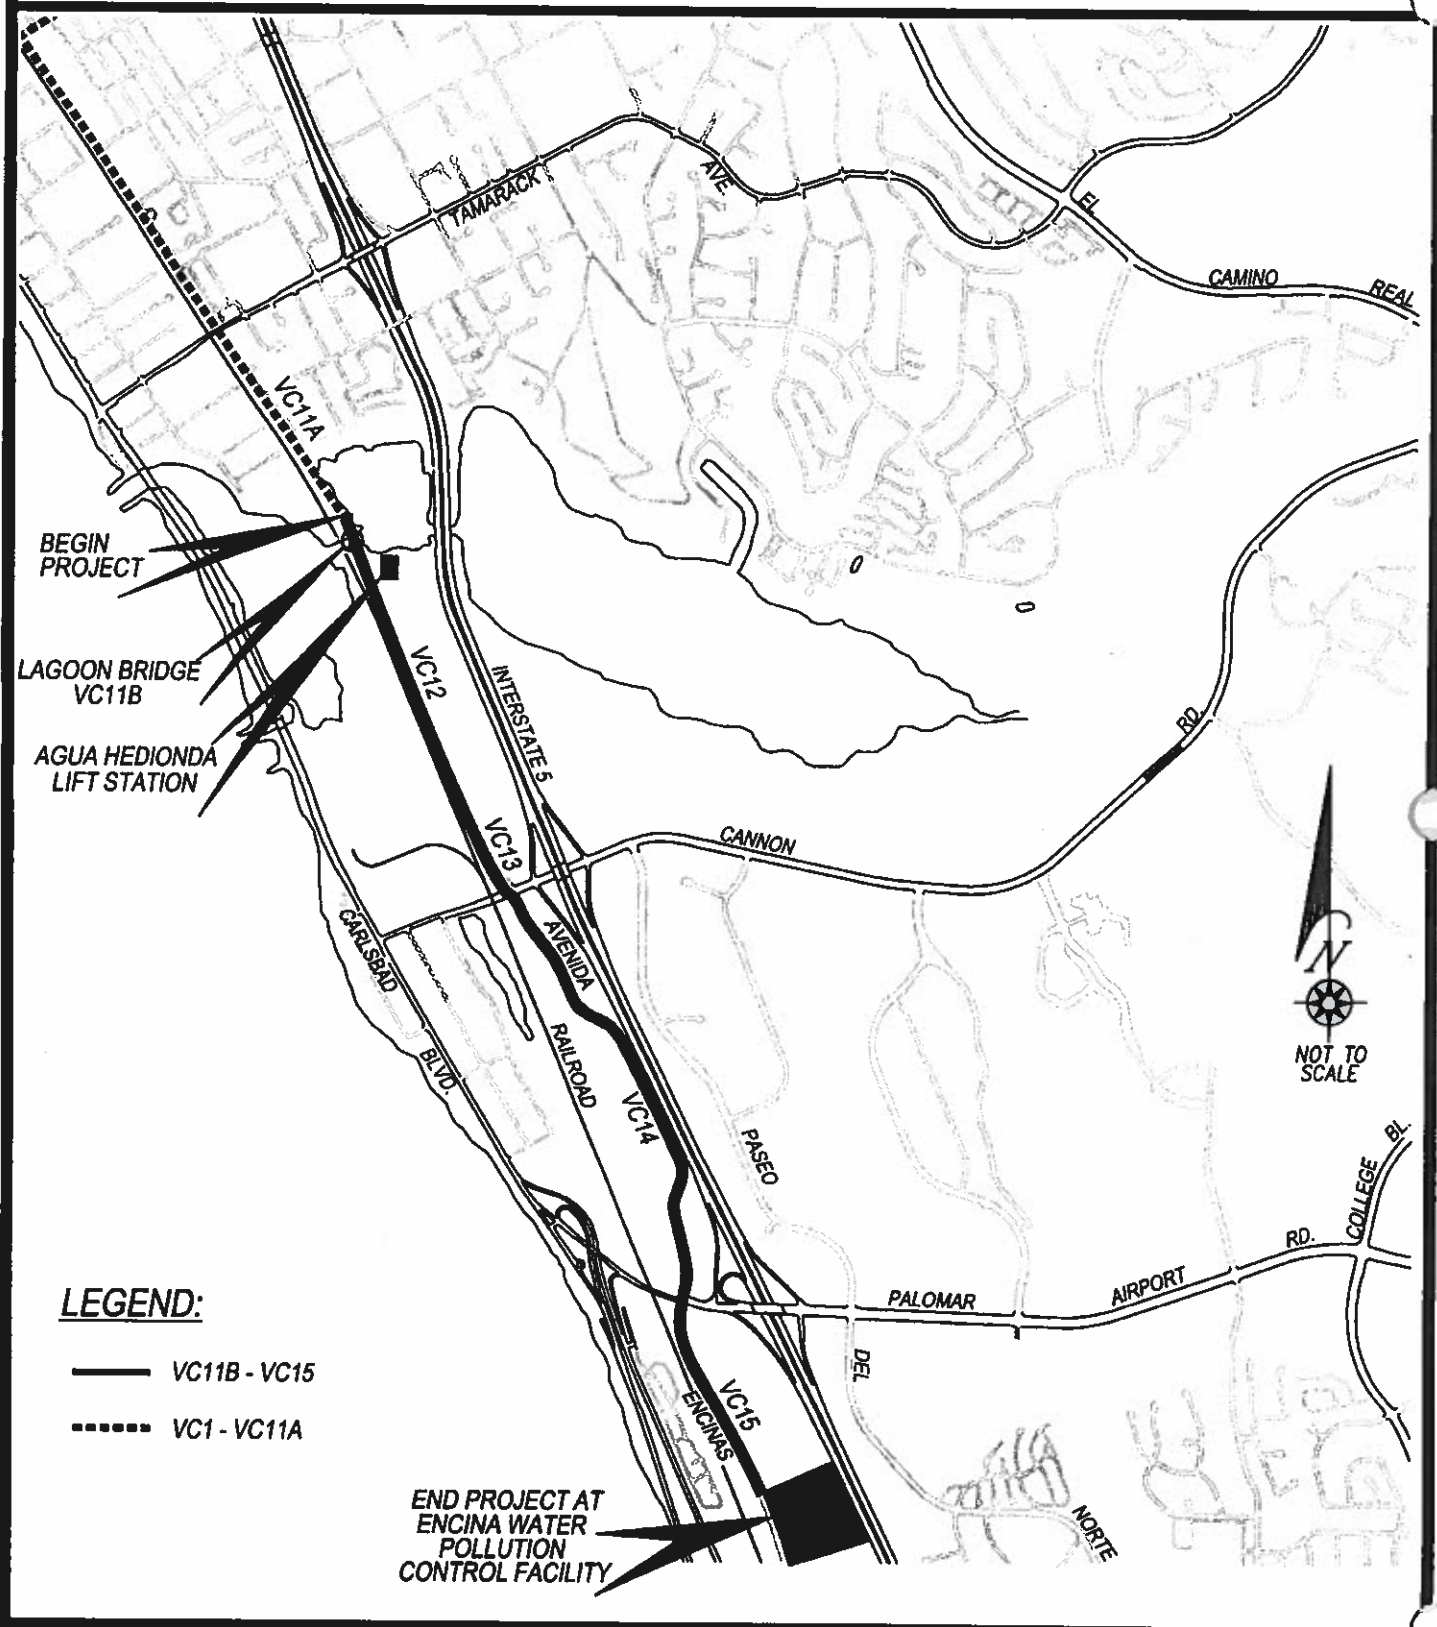 TAMARACK
AVE.
EL
CAMINO
REAL
VC11A
BEGIN
PROJECT
LAGOON BRIDGE
VC11B
AGUA HEDIONDA
LIFT STATION
VC12
INTERSTATE 5
RD.
VC13
CANNON
CARLSBAD
BLVD.
AVENIDA
RAILROAD
VC14
PASEO
N
NOT TO
SCALE
COLLEGE
BL.
RD.
AIRPORT
PALOMAR
DEL
LEGEND:
VC11B - VC15
VC1 - VC11A
VC15
ENCINAS
NORTE
END PROJECT AT
ENCINA WATER
POLLUTION
CONTROL FACILITY